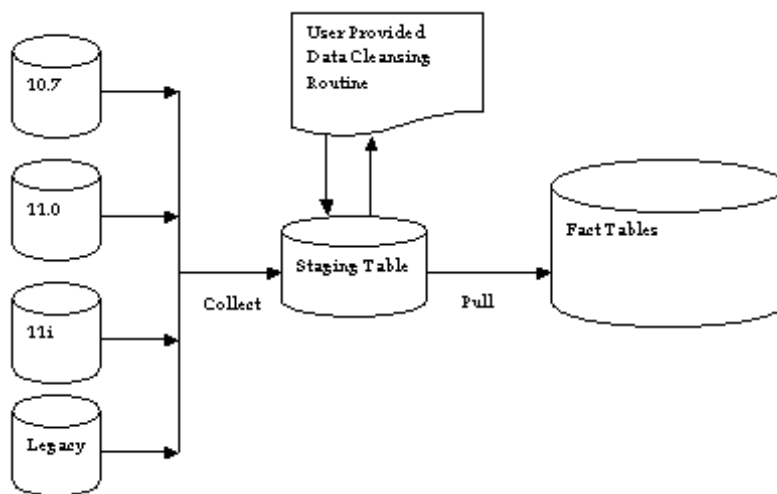 User Provided
Data Cleansing
Routine
10.7
11.0
Fact Tables
Staging Table
Collect
Pull
11i
Legacy